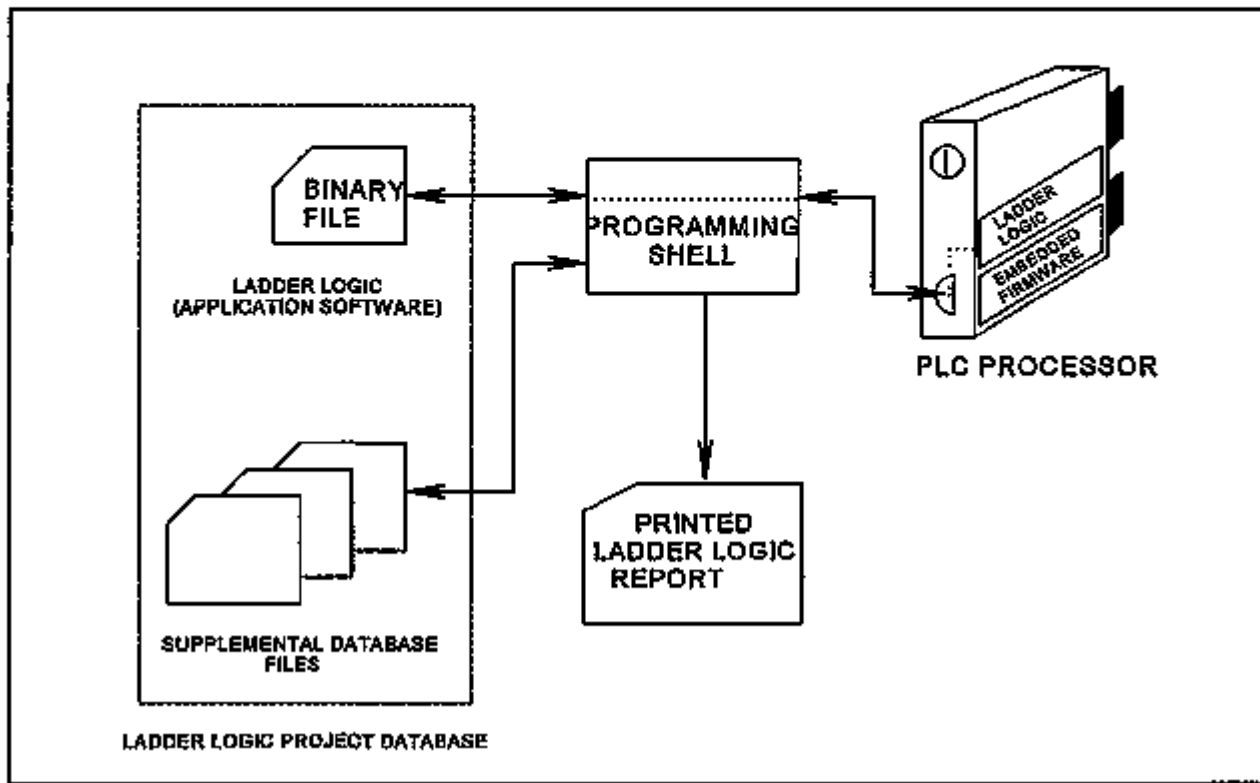 BINARY
FILE
LADDER LOGIC
(APPLICATION SOFTWARE)
SUPPLEMENTAL DATABASE
FILES
LADDER LOGIC PROJECT DATABASE
PROGRAMMING
SHELL
PRINTED
LADDER LOGIC
REPORT
LADDER
LOGIC
EMBEDDED
FIRMWARE
PLC PROCESSOR